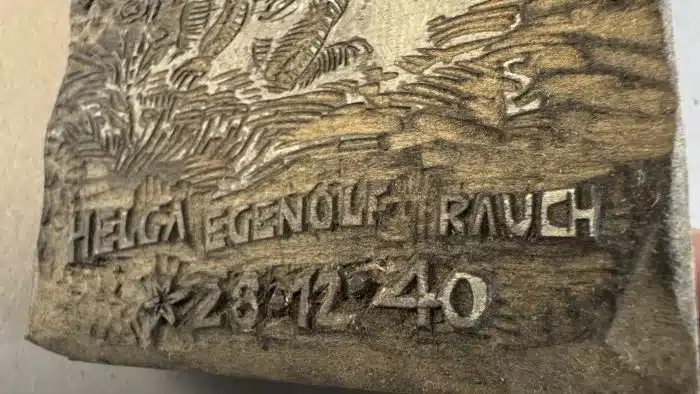 HELGA EGENOLF RAUCH
*28.12.40